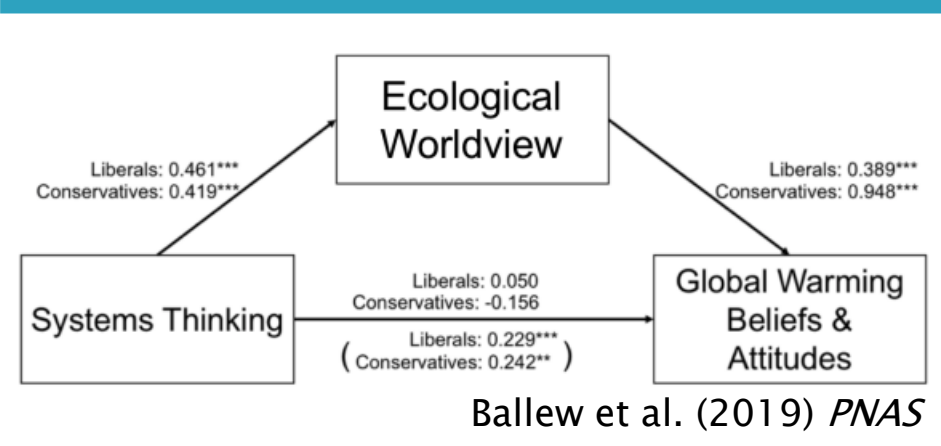 Ecological
Worldview
Liberals: 0.461***
Conservatives: 0.419***
Liberals: 0.389***
Conservatives: 0.948***
Systems Thinking
Liberals: 0.050
Conservatives: -0.156
(Liberals: 0.229***
Conservatives: 0.242**)
Global Warming
Beliefs &
Attitudes
Ballew et al. (2019) PNAS